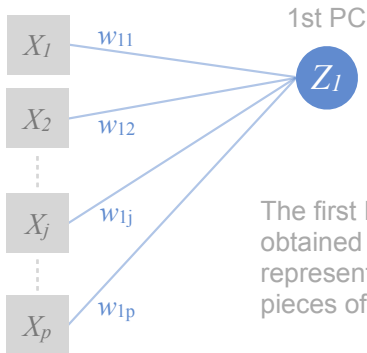 1st PC
X1
w11
Z1
X2
w12
Xj
w1j
The first
obtained
represent
pieces of
Xp
w1p